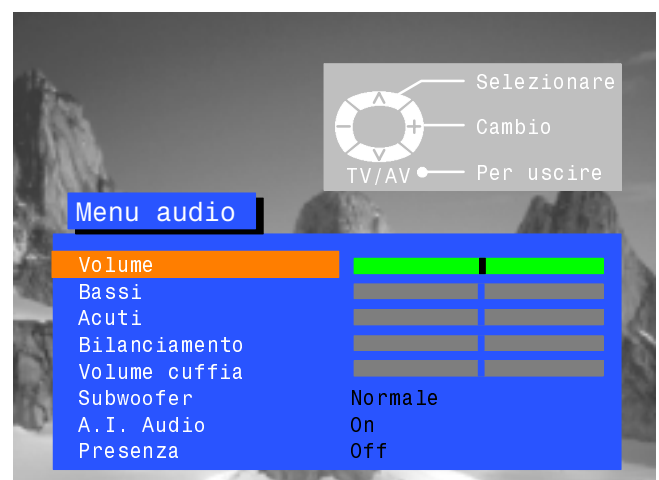 Selezionare
Cambio
TV/AV Per uscire
Menu audio
Volume
Bassi
Acuti
Bilanciamento
Volume cuffia
Subwoofer Normale
A.I. Audio On
Presenza Off